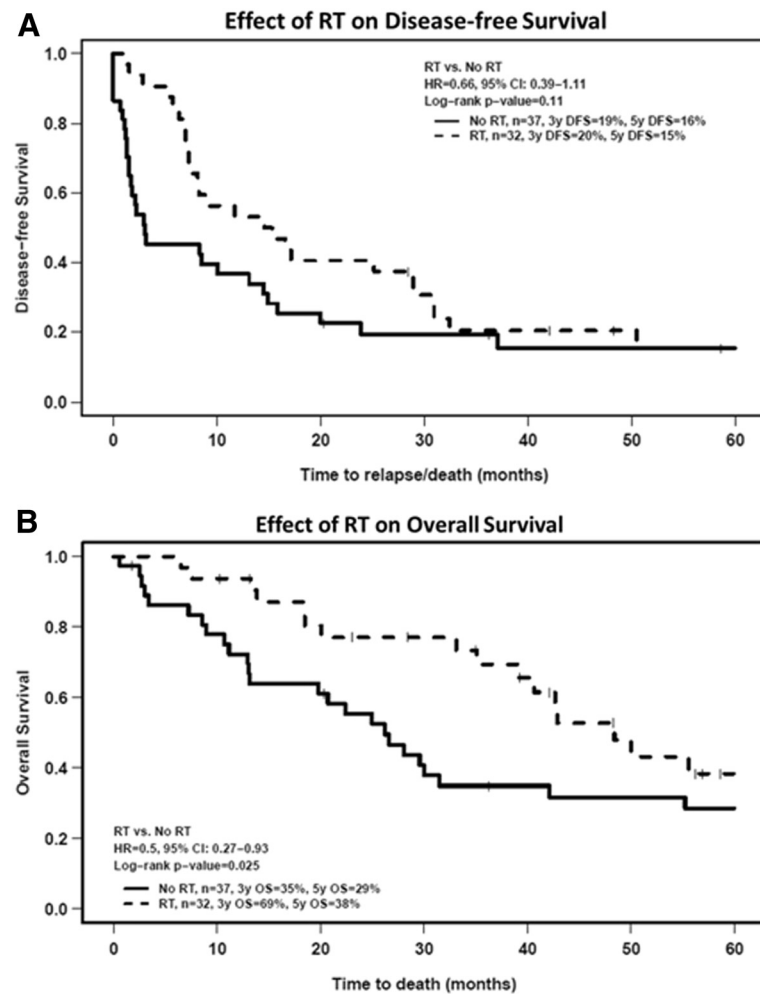 A
Effect of RT on Disease-free Survival
RT vs. No RT
HR=0.66, 95% CI: 0.39–1.11
Log−rank p−value=0.11
No RT, n=37, 3y DFS=19%, 5y DFS=16%
RT, n=32, 3y DFS=20%, 5y DFS=15%
Disease−free Survival
1.0
0.8
0.6
0.4
0.2
0.0
0 10 20 30 40 50 60
Time to relapse/death (months)
B
Effect of RT on Overall Survival
Overall Survival
1.0
0.8
0.6
0.4
0.2
0.0
RT vs. No RT
HR=0.5, 95% CI: 0.27–0.93
Log−rank p−value=0.025
No RT, n=37, 3y OS=35%, 5y OS=29%
RT, n=32, 3y OS=69%, 5y OS=38%
0 10 20 30 40 50 60
Time to death (months)